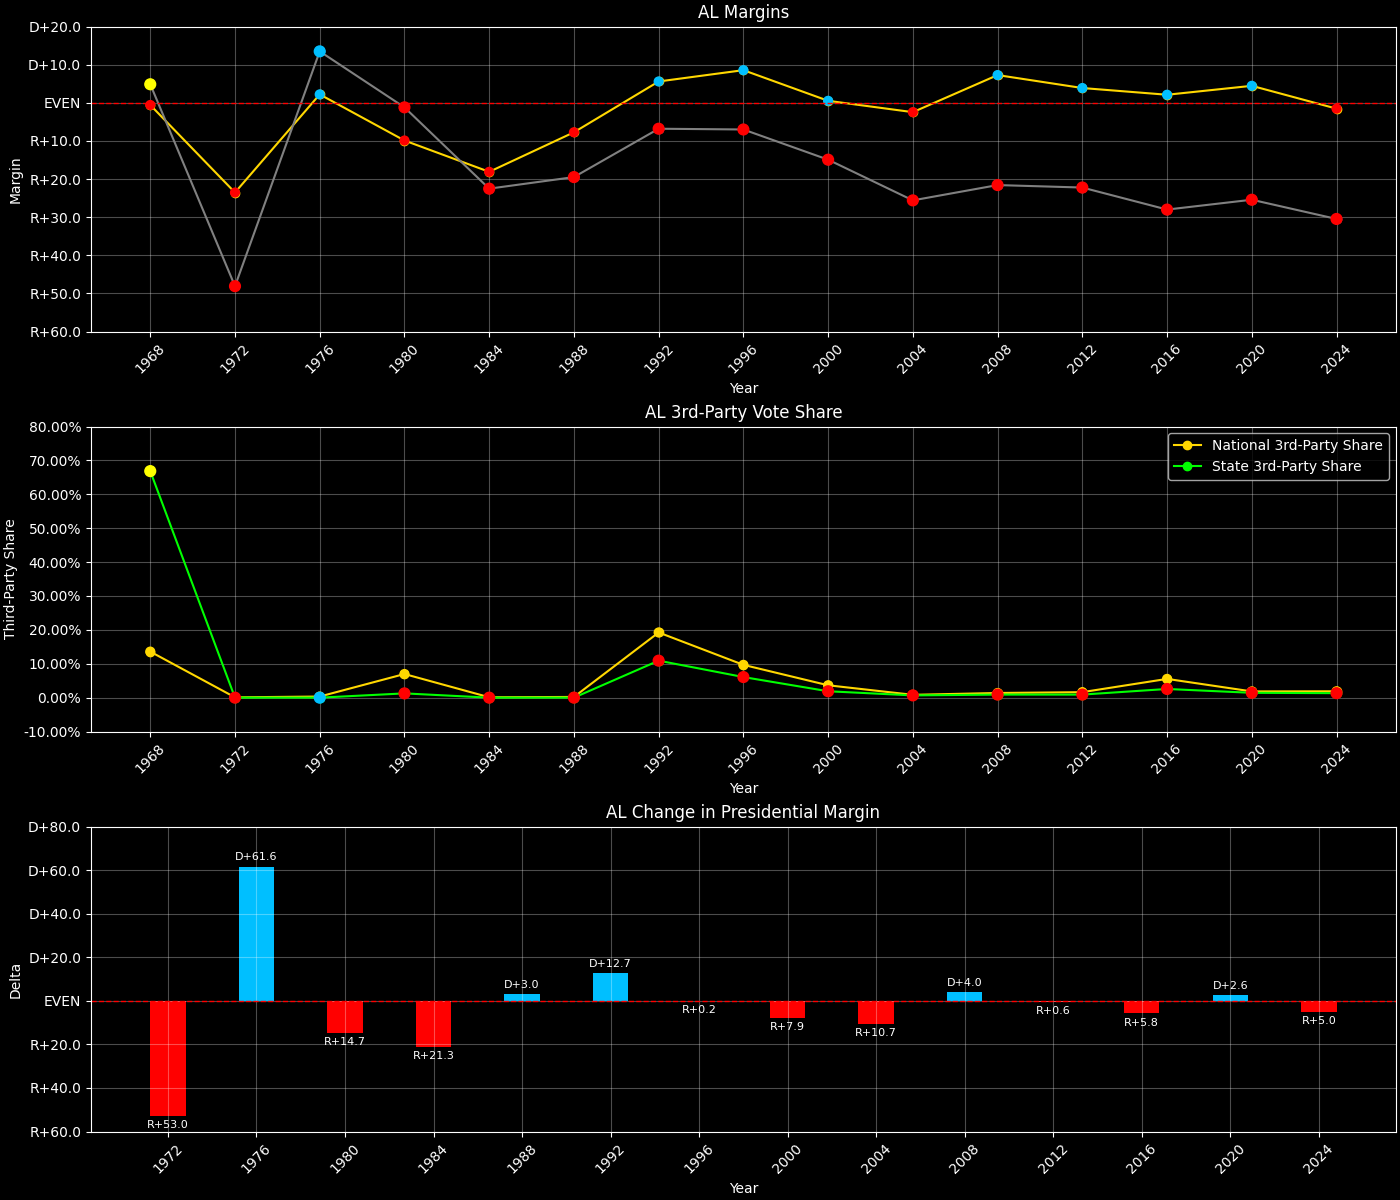 AL Margins
D+20.0
D+10.0
EVEN
R+10.0
R+20.0
R+30.0
R+40.0
R+50.0
R+60.0
Margin
1968 1972 1976 1980 1984 1988 1992 1996 2000 2004 2008 2012 2016 2020 2024
Year
AL 3rd-Party Vote Share
80.00%
70.00%
60.00%
50.00%
40.00%
30.00%
20.00%
10.00%
0.00%
-10.00%
Third-Party Share
National 3rd-Party Share
State 3rd-Party Share
1968 1972 1976 1980 1984 1988 1992 1996 2000 2004 2008 2012 2016 2020 2024
Year
AL Change in Presidential Margin
D+80.0
D+60.0
D+40.0
D+20.0
EVEN
R+20.0
R+40.0
R+60.0
Delta
R+53.0
D+61.6
R+14.7
R+21.3
D+3.0
D+12.7
R+0.2
R+7.9
R+10.7
D+4.0
R+0.6
R+5.8
D+2.6
R+5.0
1972 1976 1980 1984 1988 1992 1996 2000 2004 2008 2012 2016 2020 2024
Year